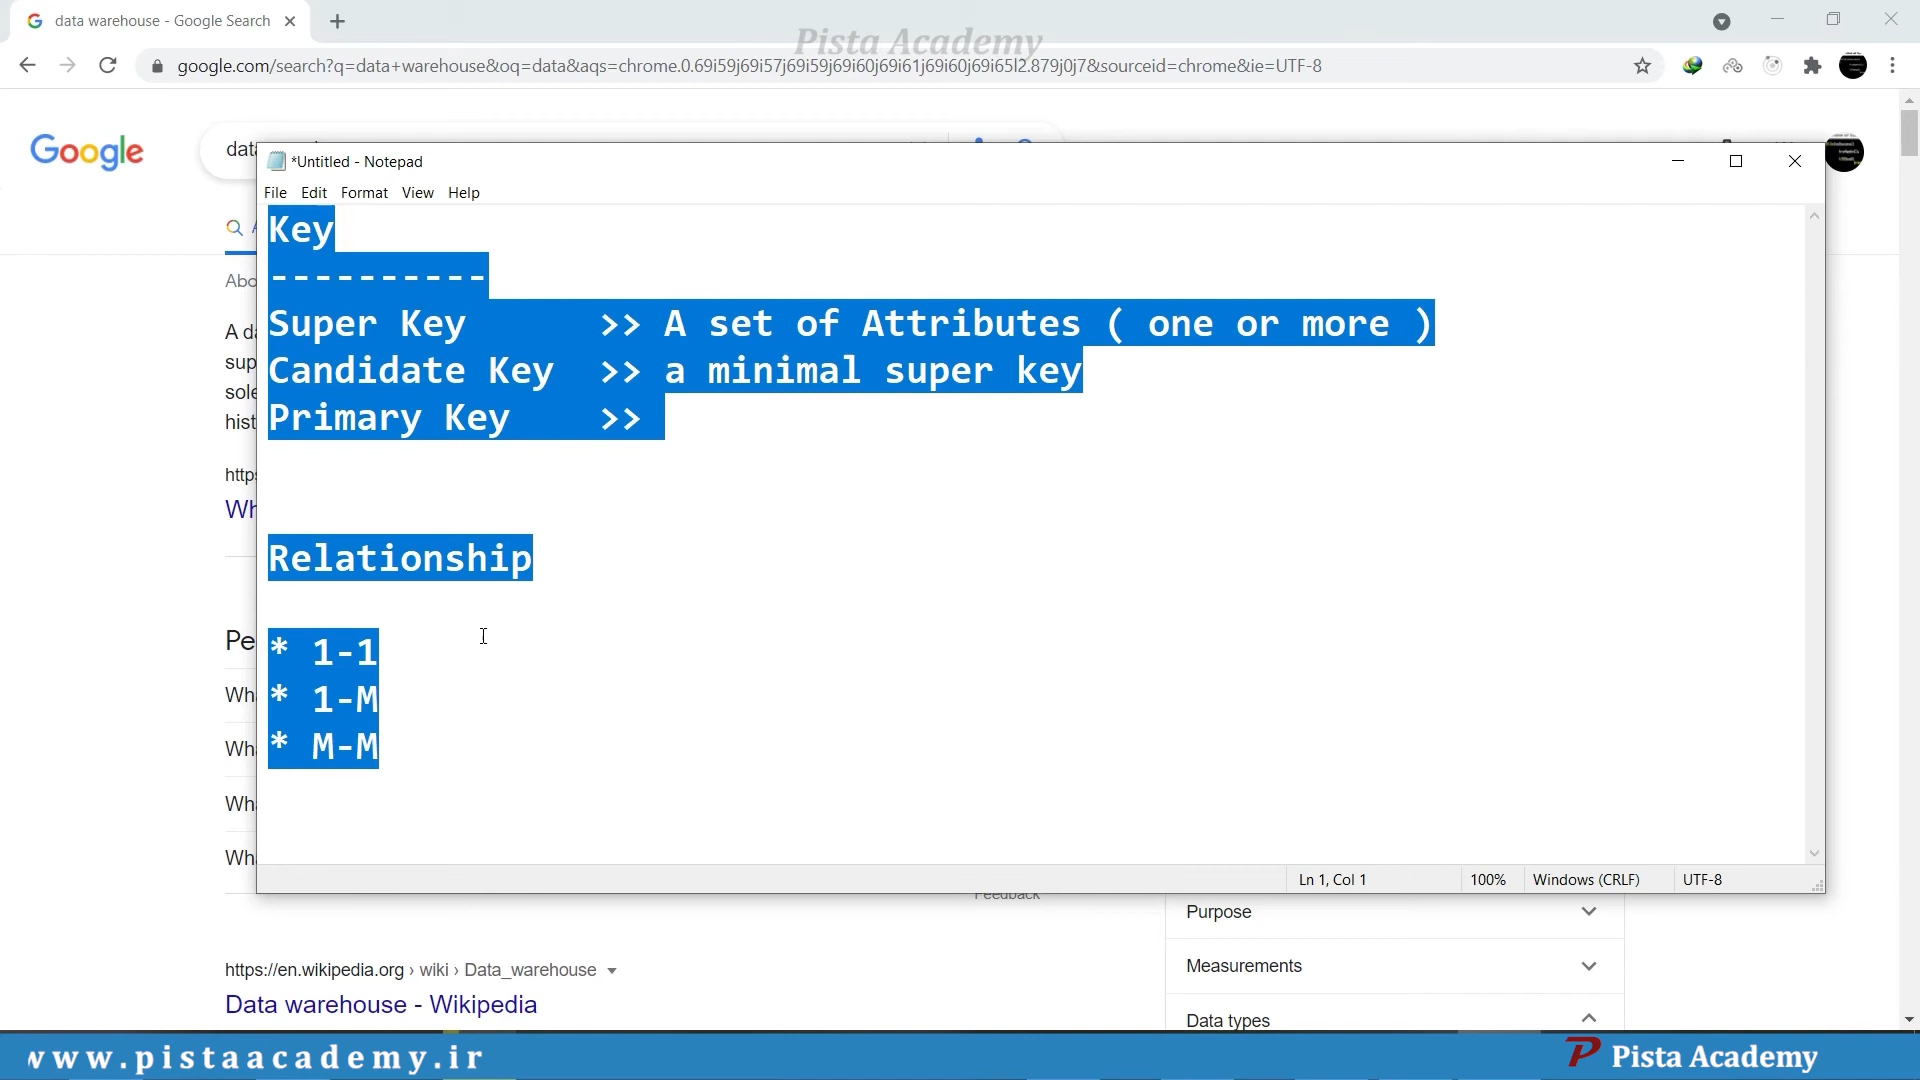 data warehouse - Google Search
Pista Academy
google.com/search?q=data+warehouse&oq=data&aqs=chrome.0.69i59j69i57j69i59j69i60j69i61j69i60j69i65l2.879j0j7&sourceid=chrome&ie=UTF-8
Google
*Untitled - Notepad
File Edit Format View Help
Key
----------
Super Key >> A set of Attributes ( one or more )
Candidate Key >> a minimal super key
Primary Key >>
Relationship
* 1-1
* 1-M
* M-M
Ln 1, Col 1 100% Windows (CRLF) UTF-8
Feedback
Purpose
Measurements
Data types
https://en.wikipedia.org › wiki › Data_warehouse
Data warehouse - Wikipedia
www.pistaacademy.ir
Pista Academy